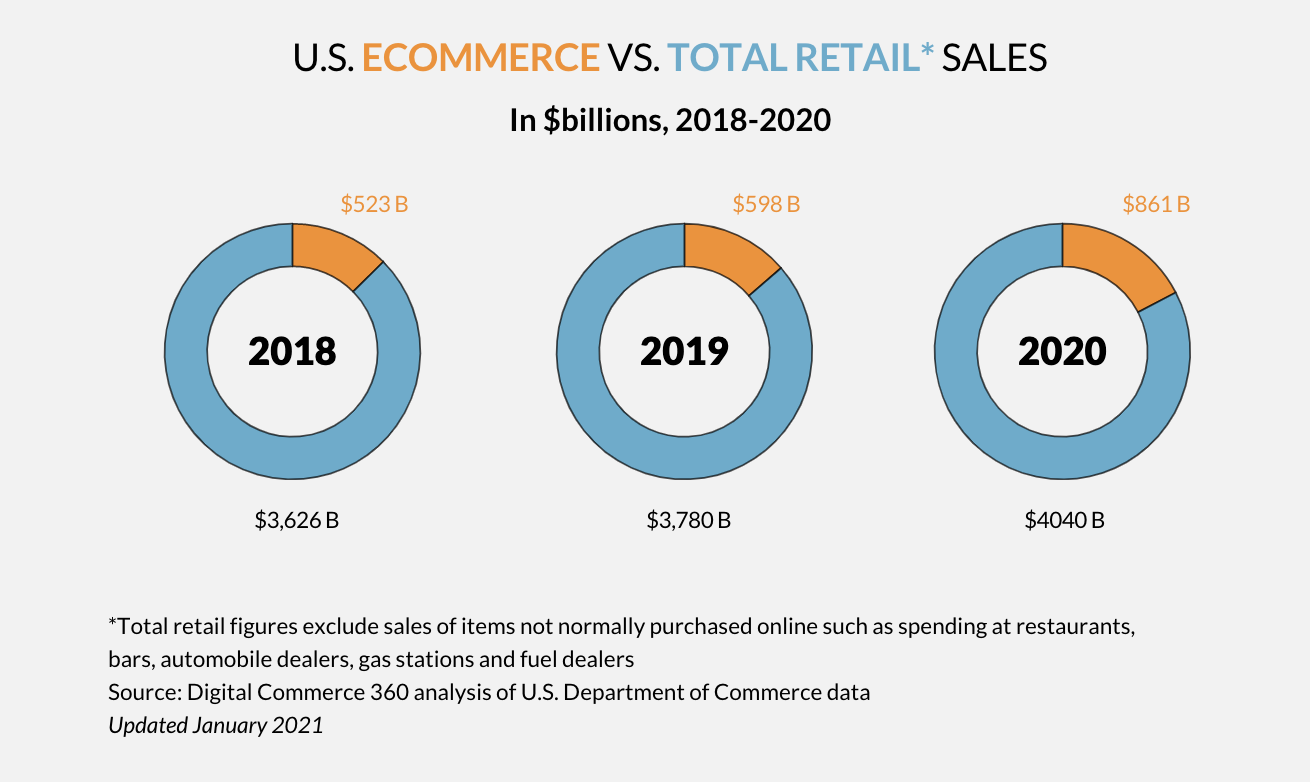 U.S. ECOMMERCE VS. TOTAL RETAIL* SALES
In $billions, 2018-2020
$523 B
$598 B
$861 B
2018
2019
2020
$3,626 B
$3,780 B
$4040 B
*Total retail figures exclude sales of items not normally purchased online such as spending at restaurants,
bars, automobile dealers, gas stations and fuel dealers
Source: Digital Commerce 360 analysis of U.S. Department of Commerce data
Updated January 2021